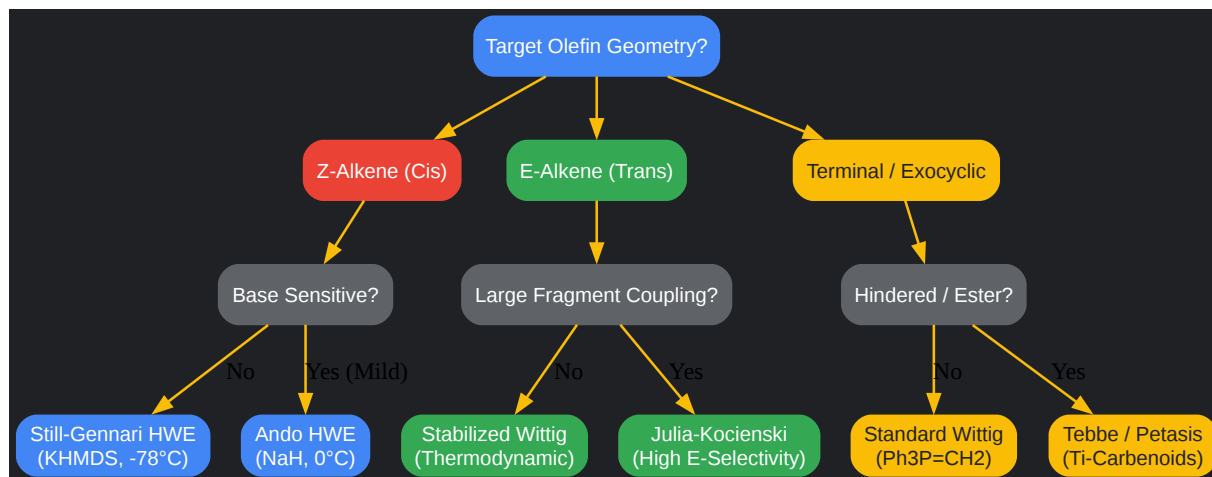 Target Olefin Geometry?
Z-Alkene (Cis)
E-Alkene (Trans)
Terminal / Exocyclic
Base Sensitive?
Large Fragment Coupling?
Hindered / Ester?
No
Yes (Mild)
No
Yes
No
Yes
Still-Gennari HWE
(KHMDS, -78°C)
Ando HWE
(NaH, 0°C)
Stabilized Wittig
(Thermodynamic)
Julia-Kocienski
(High E-Selectivity)
Standard Wittig
(Ph3P=CH2)
Tebbe / Petasis
(Ti-Carbenoids)